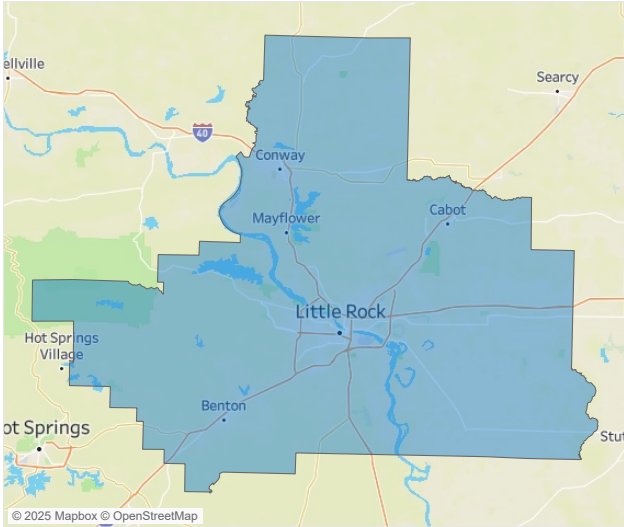 ellville
Searcy
40
Conway
Mayflower
Cabot
Little Rock
Hot Springs
Village
Benton
ot Springs
Stut
© 2025 Mapbox © OpenStreetMap